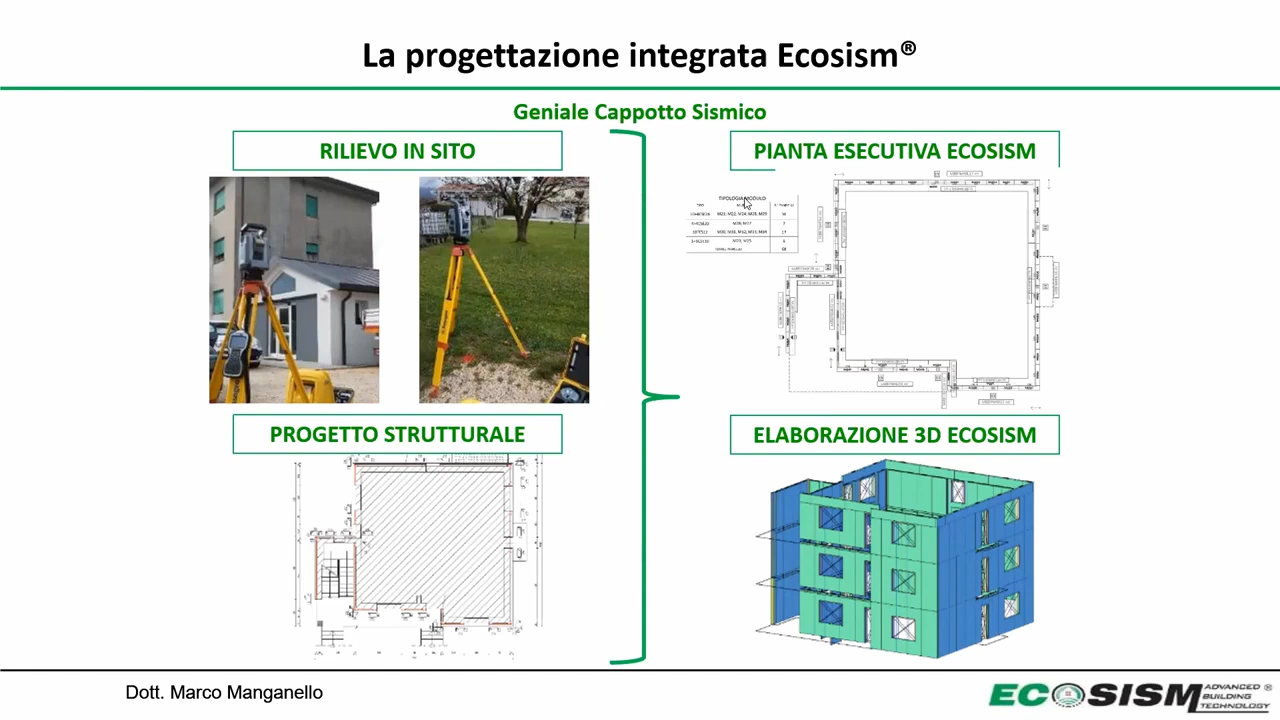 La progettazione integrata Ecosism®
Geniale Cappotto Sismico
RILIEVO IN SITO
PIANTA ESECUTIVA ECOSISM
TIPOLOGIA MODULO
PROGETTO STRUTTURALE
ELABORAZIONE 3D ECOSISM
Dott. Marco Manganello
ECOSISM
ADVANCED ®
BUILDING
TECHNOLOGY